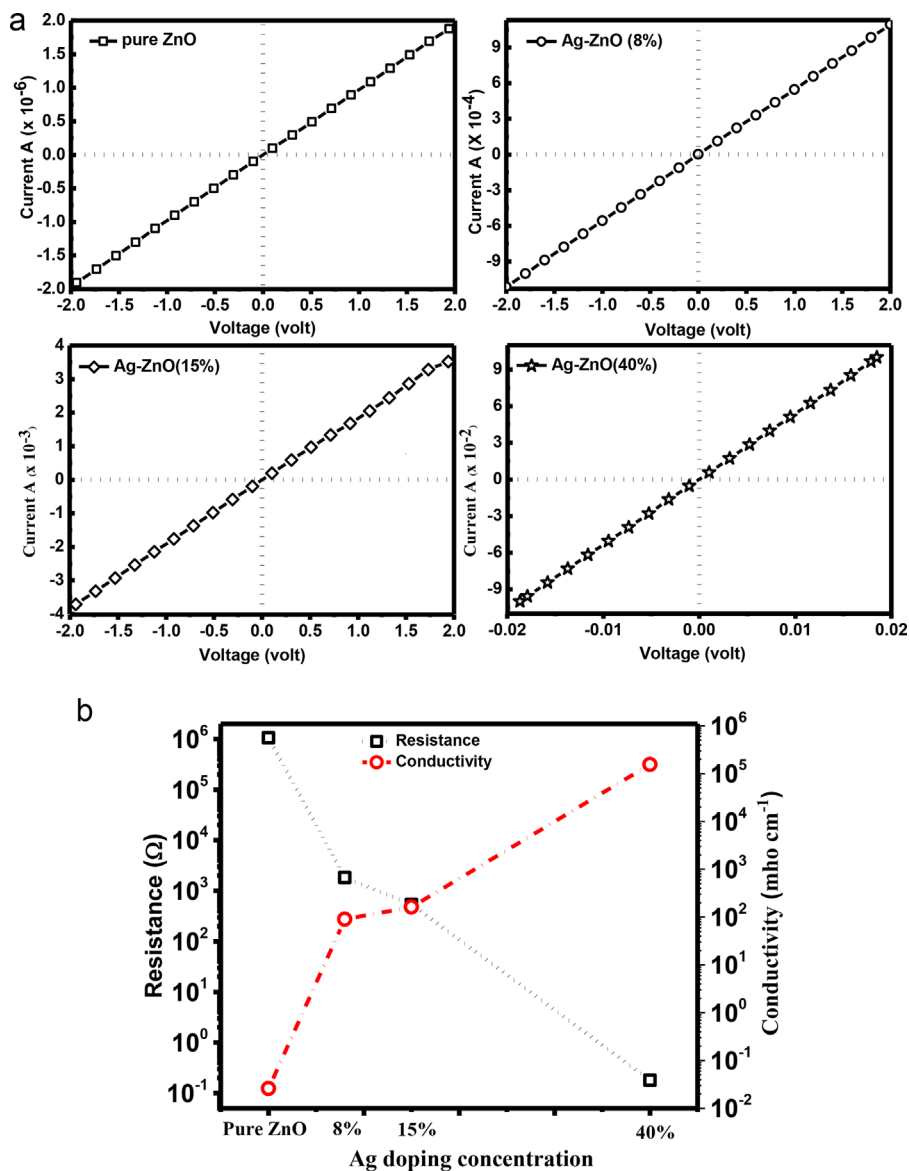 a
pure ZnO
2.0
1.5
1.0
0.5
0.0
-0.5
-1.0
-1.5
-2.0
Current A (x 10⁻⁶)
-2.0 -1.5 -1.0 -0.5 0.0 0.5 1.0 1.5 2.0
Voltage (volt)
Ag-ZnO (8%)
9
6
3
0
-3
-6
-9
Current A (X 10⁻⁴)
-2.0 -1.5 -1.0 -0.5 0.0 0.5 1.0 1.5 2.0
Voltage (volt)
Ag-ZnO(15%)
4
3
2
1
0
-1
-2
-3
-4
Current A (x 10⁻³)
-2.0 -1.5 -1.0 -0.5 0.0 0.5 1.0 1.5 2.0
Voltage (volt)
Ag-ZnO(40%)
9
6
3
0
-3
-6
-9
Current A (x 10⁻²)
-0.02 -0.01 0.00 0.01 0.02
Voltage (volt)
b
Resistance
Conductivity
10⁶
10⁵
10⁴
10³
10²
10¹
10⁰
10⁻¹
Resistance (Ω)
10⁶
10⁵
10⁴
10³
10²
10¹
10⁰
10⁻¹
10⁻²
Conductivity (mho cm⁻¹)
Pure ZnO 8% 15% 40%
Ag doping concentration